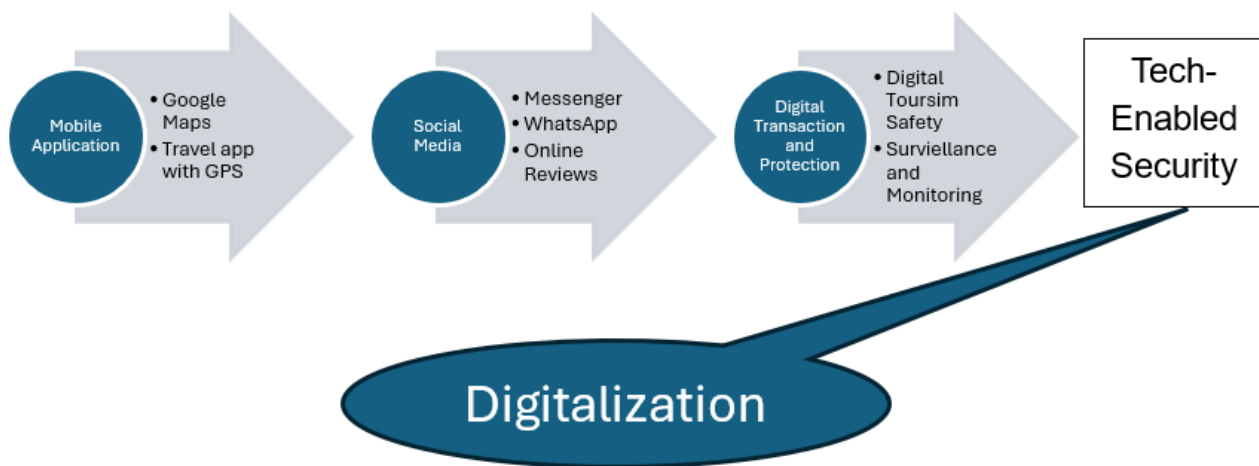 Mobile
Application
• Google
Maps
• Travel app
with GPS
Social
Media
• Messenger
• WhatsApp
• Online
Reviews
Digital
Transaction
and
Protection
• Digital
Toursim
Safety
• Surviellance
and
Monitoring
Tech-
Enabled
Security
Digitalization